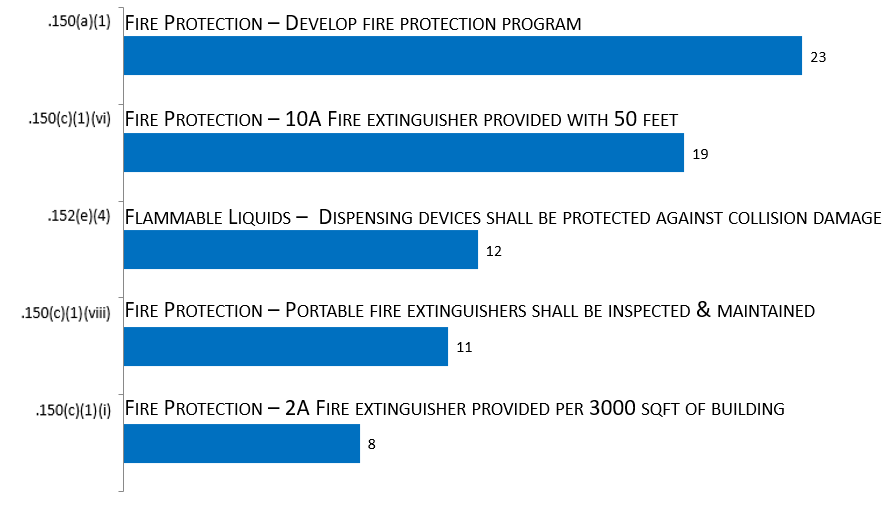 .150(a)(1) Fire Protection – Develop fire protection program
23
.150(c)(1)(vi) Fire Protection – 10A Fire extinguisher provided with 50 feet
19
.152(e)(4) Flammable Liquids – Dispensing devices shall be protected against collision damage
12
.150(c)(1)(viii) Fire Protection – Portable fire extinguishers shall be inspected & maintained
11
.150(c)(1)(i) Fire Protection – 2A Fire extinguisher provided per 3000 sqft of building
8